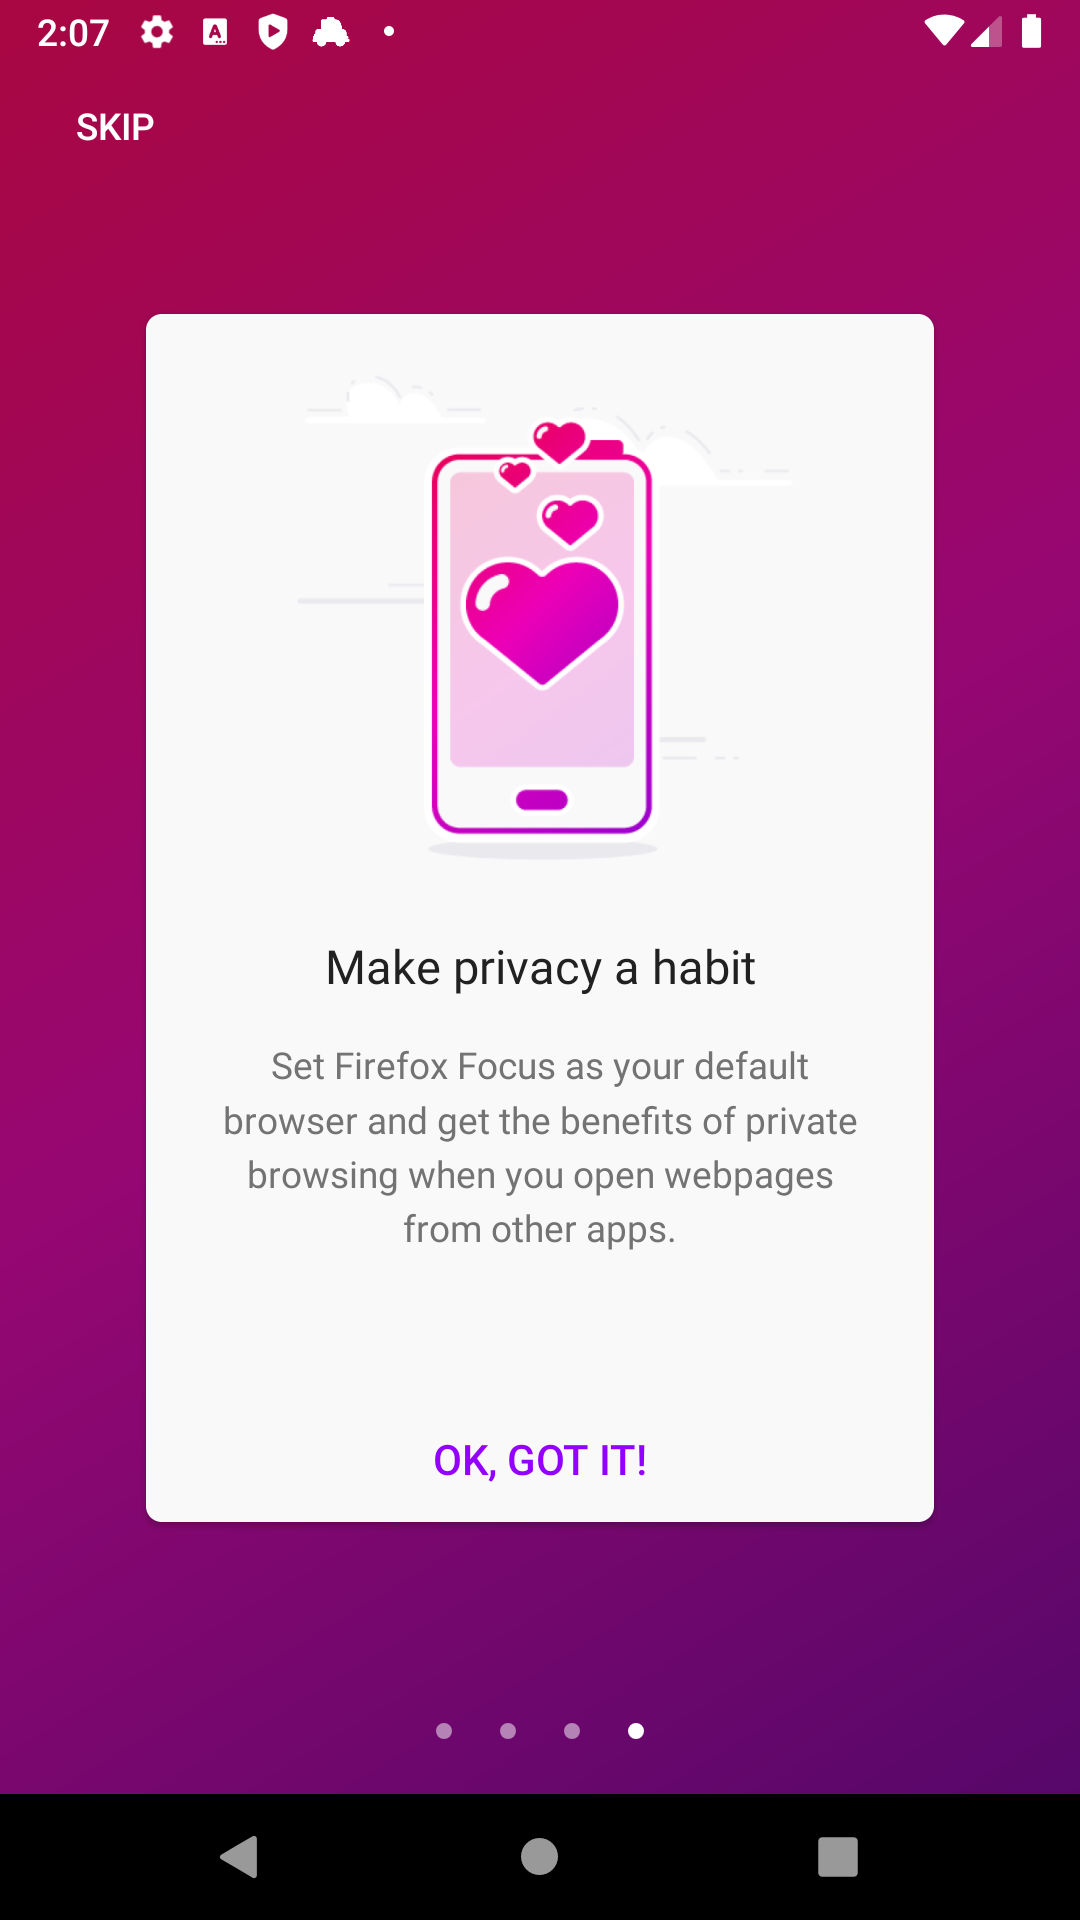 2:07
SKIP
Make privacy a habit
Set Firefox Focus as your default
browser and get the benefits of private
browsing when you open webpages
from other apps.
OK, GOT IT!